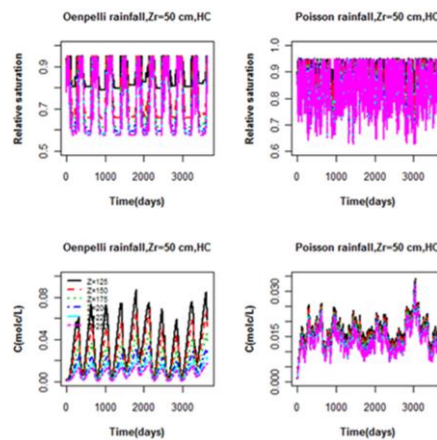 Oenpelli rainfall,Zr=50 cm,HC
Relative saturation
0.5 0.7 0.9
0 1000 2000 3000
Time(days)
Poisson rainfall,Zr=50 cm,HC
Relative saturation
0.6 0.7 0.8 0.9 1.0
0 1000 2000 3000
Time(days)
Oenpelli rainfall,Zr=50 cm,HC
C(molc/L)
0.00 0.04 0.08
Z=125
Z=150
Z=175
0 1000 2000 3000
Time(days)
Poisson rainfall,Zr=50 cm,HC
C(molc/L)
0.000 0.015 0.030
0 1000 2000 3000
Time(days)